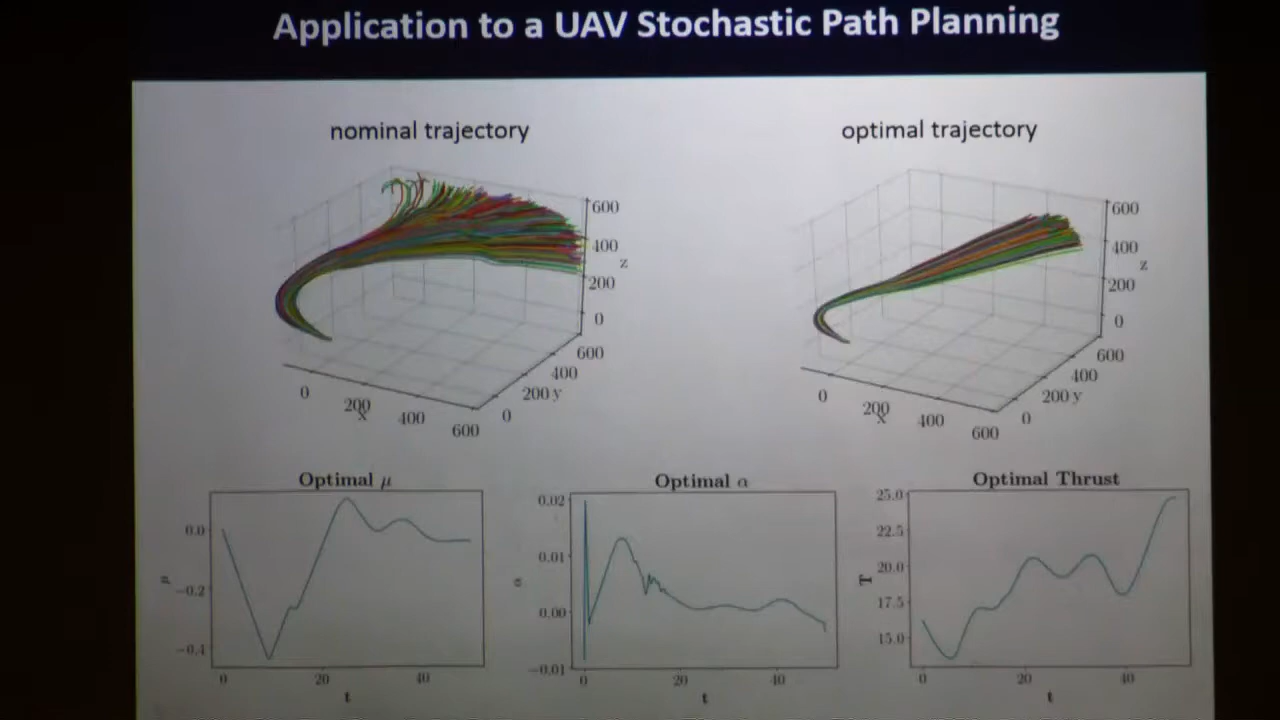 Application to a UAV Stochastic Path Planning
nominal trajectory
optimal trajectory
600
400
z
200
0
600
400
200 y
0
0
200
x
400
600
600
400
z
200
0
600
400
200 y
0
0
200
x
400
600
Optimal μ
0.0
μ
−0.2
−0.4
0 20 40
t
Optimal α
0.02
0.01
α
0.00
−0.01
0 20 40
t
Optimal Thrust
25.0
22.5
20.0
T
17.5
15.0
0 20 40
t